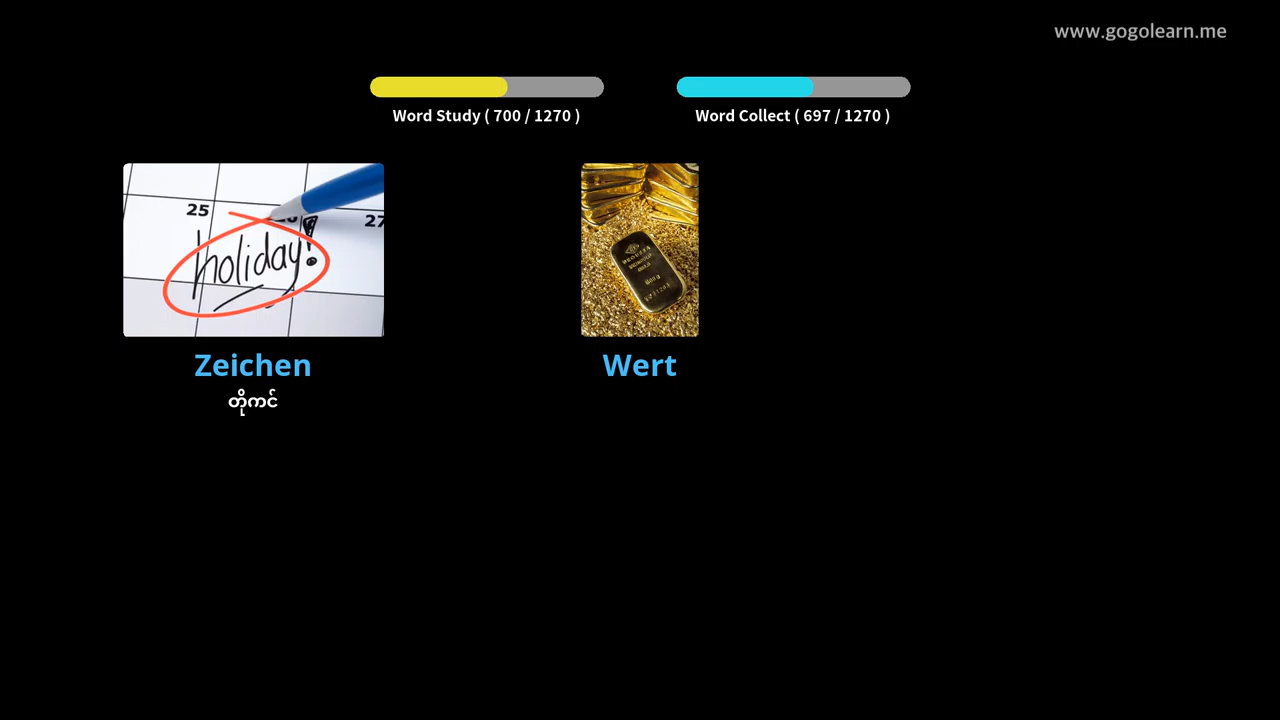 www.gogolearn.me
Word Study ( 700 / 1270 )
Word Collect ( 697 / 1270 )
25
27
holiday!
Zeichen
Wert
တိုကင်